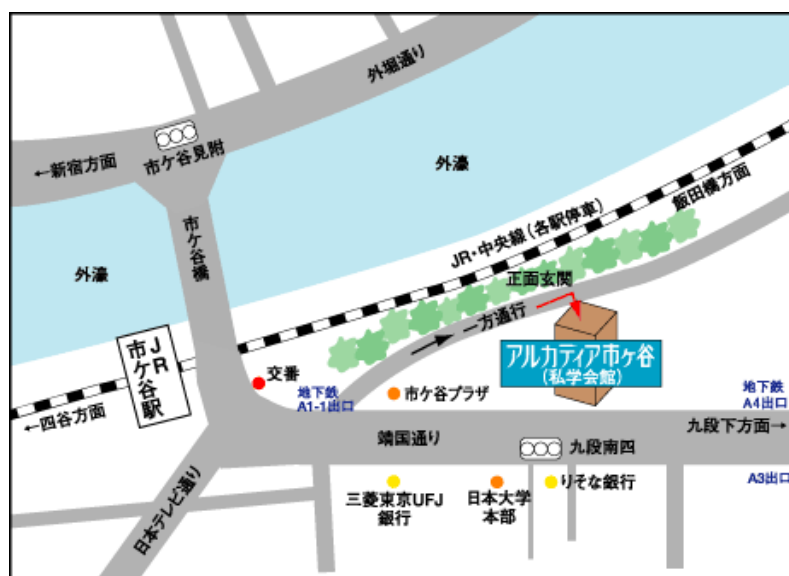 外堀通り
市ケ谷見附
←新宿方面
外濠
飯田橋方面
市ケ谷橋
JR・中央線（各駅停車）
外濠
正面玄関
一方通行
JR
市ケ谷駅
アルカディア市ヶ谷
（私学会館）
交番
地下鉄
A1-1出口
市ケ谷プラザ
地下鉄
A4出口
←四谷方面
靖国通り
九段南四
九段下方面→
日本テレビ通り
三菱東京UFJ
銀行
日本大学
本部
りそな銀行
A3出口